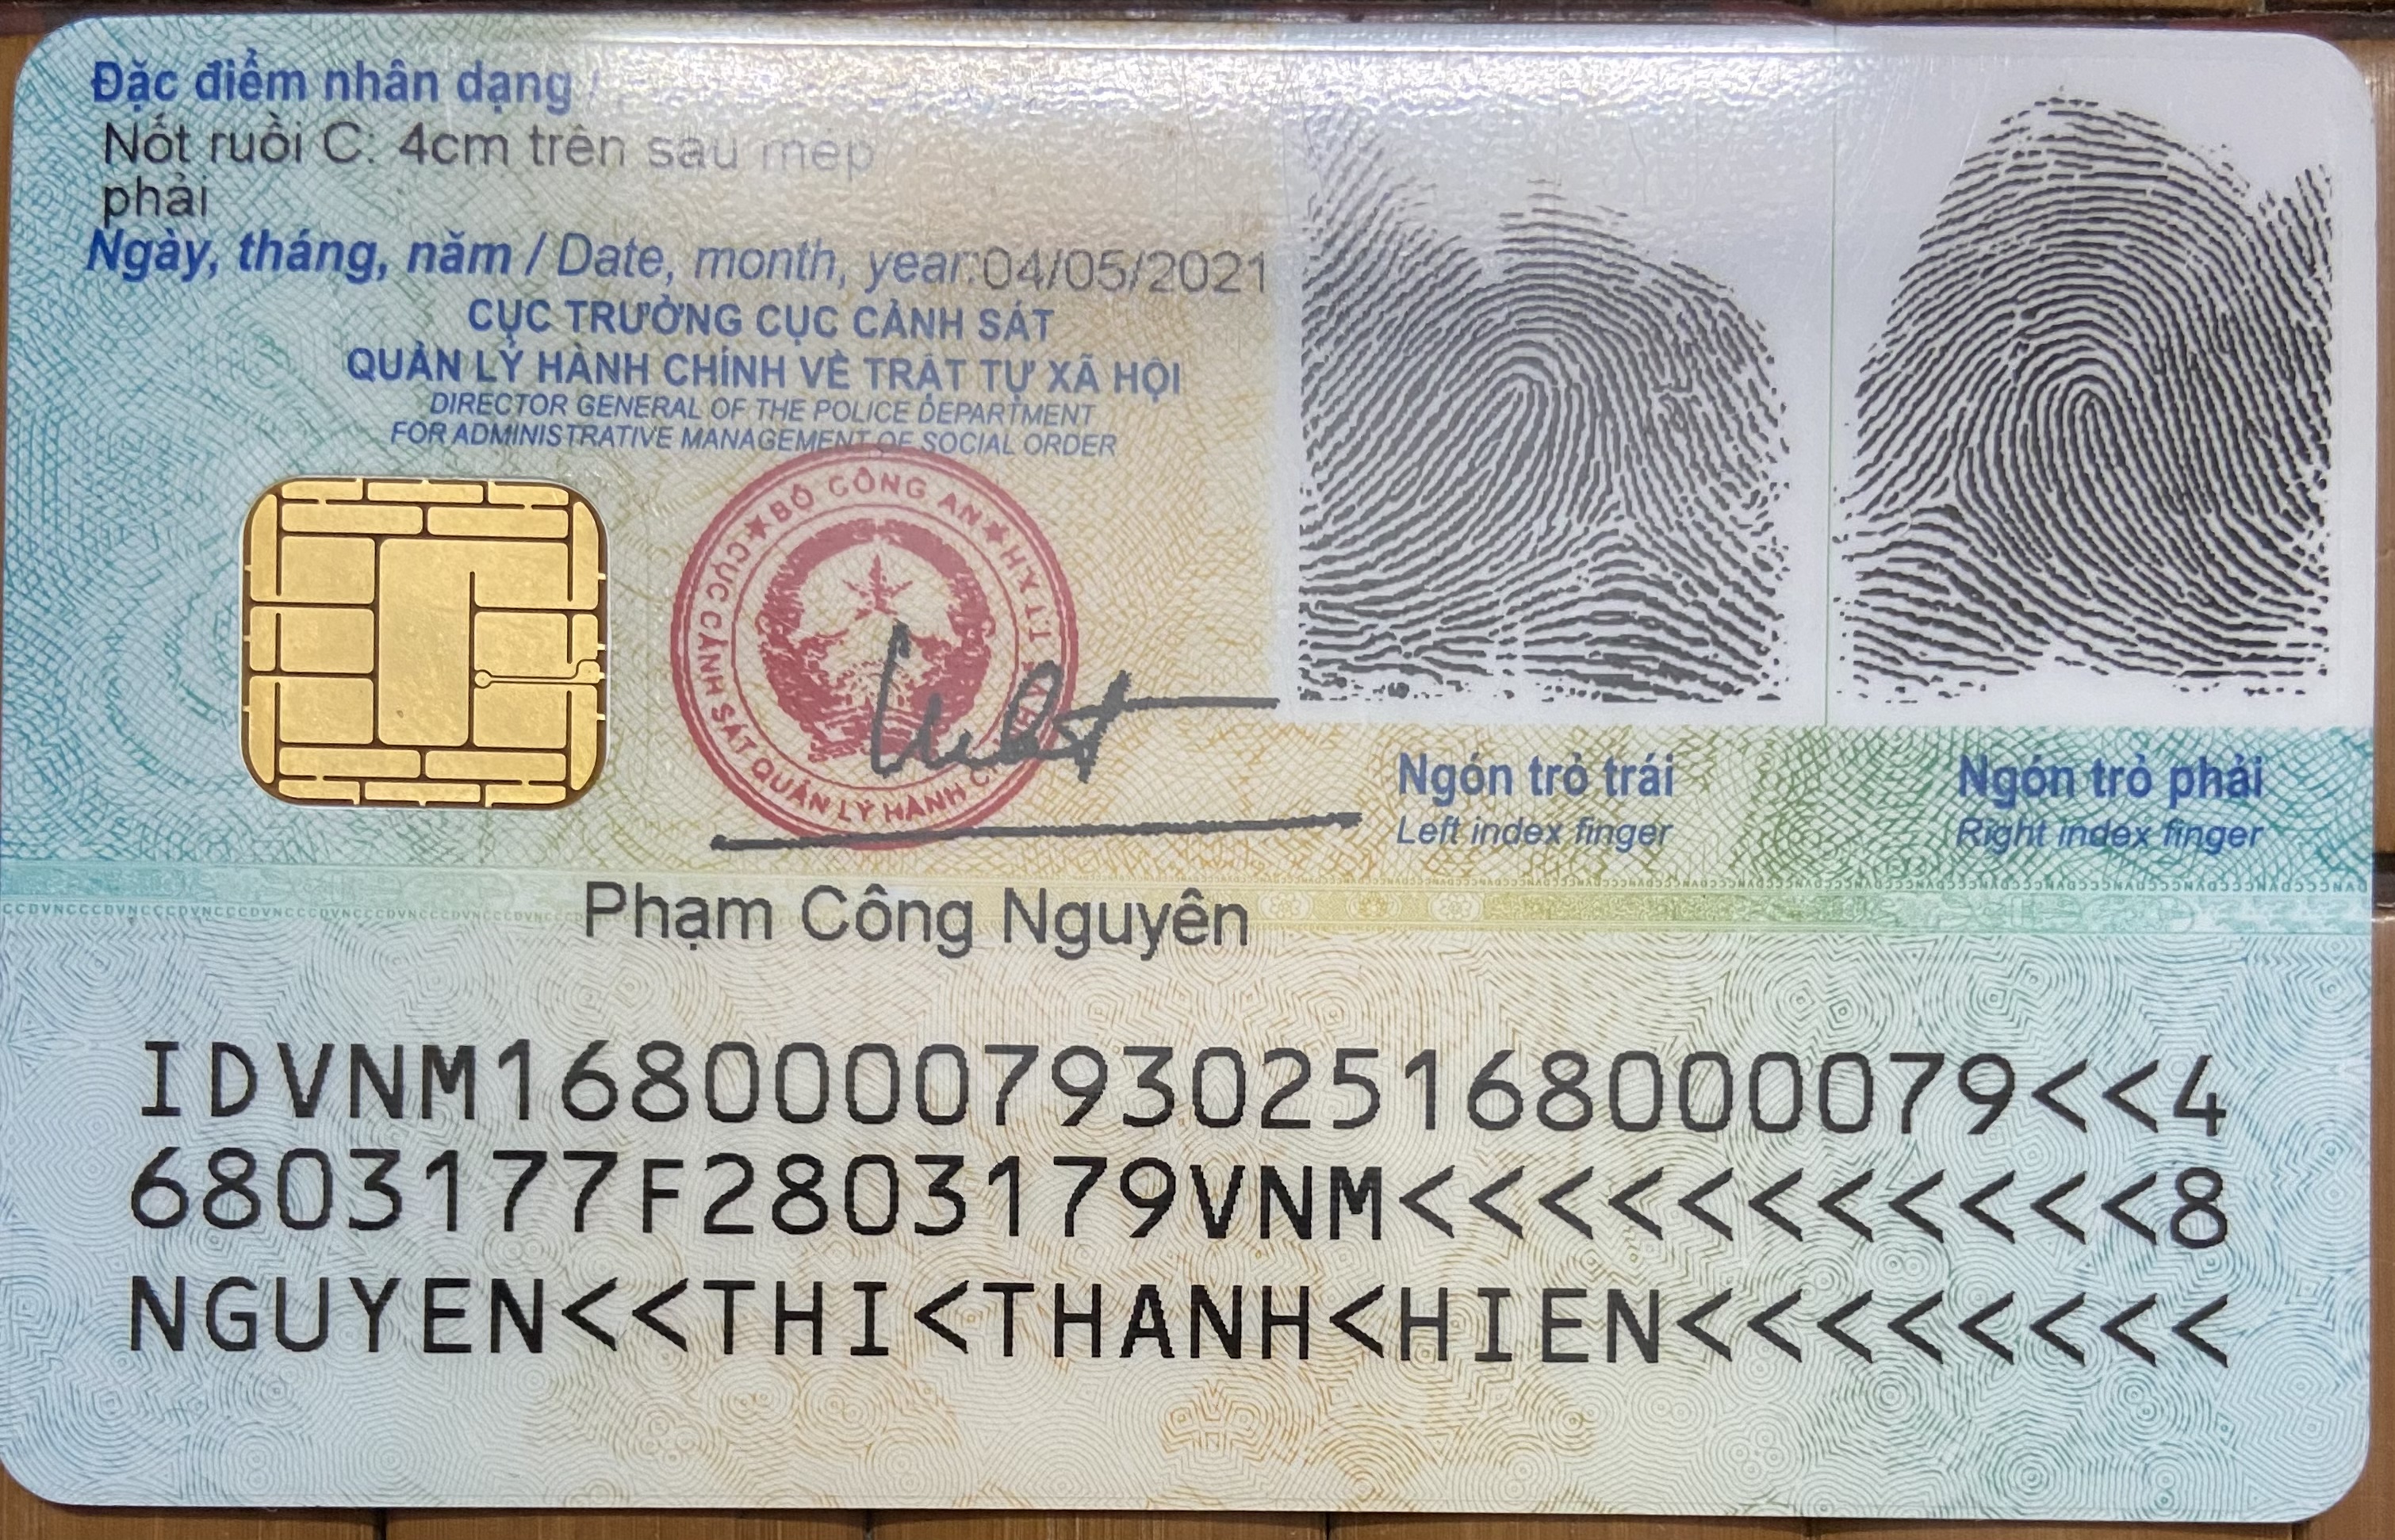 Đặc điểm nhân dạng /
Nốt ruồi C: 4cm trên sau mép
phải
Ngày, tháng, năm / Date, month, year:04/05/2021
CỤC TRƯỞNG CỤC CẢNH SÁT
QUẢN LÝ HÀNH CHÍNH VỀ TRẬT TỰ XÃ HỘI
DIRECTOR GENERAL OF THE POLICE DEPARTMENT
FOR ADMINISTRATIVE MANAGEMENT OF SOCIAL ORDER
BỘ CÔNG AN
CỤC CẢNH SÁT QUẢN LÝ HÀNH
Ngón trỏ trái
Left index finger
Ngón trỏ phải
Right index finger
Phạm Công Nguyên
IDVNM1680000793025168000079<<4
6803177F2803179VNM<<<<<<<<<<<8
NGUYEN<<THI<THANH<HIEN<<<<<<<<